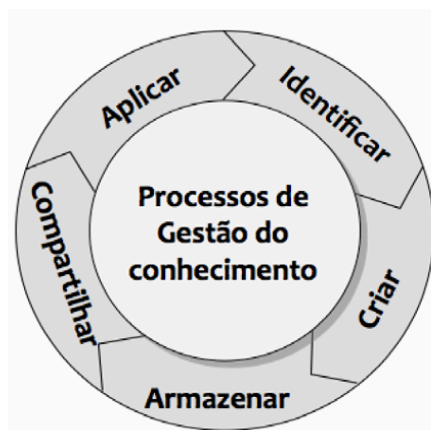 Aplicar
Identificar
Criar
Armazenar
Compartilhar
Processos de
Gestão do
conhecimento